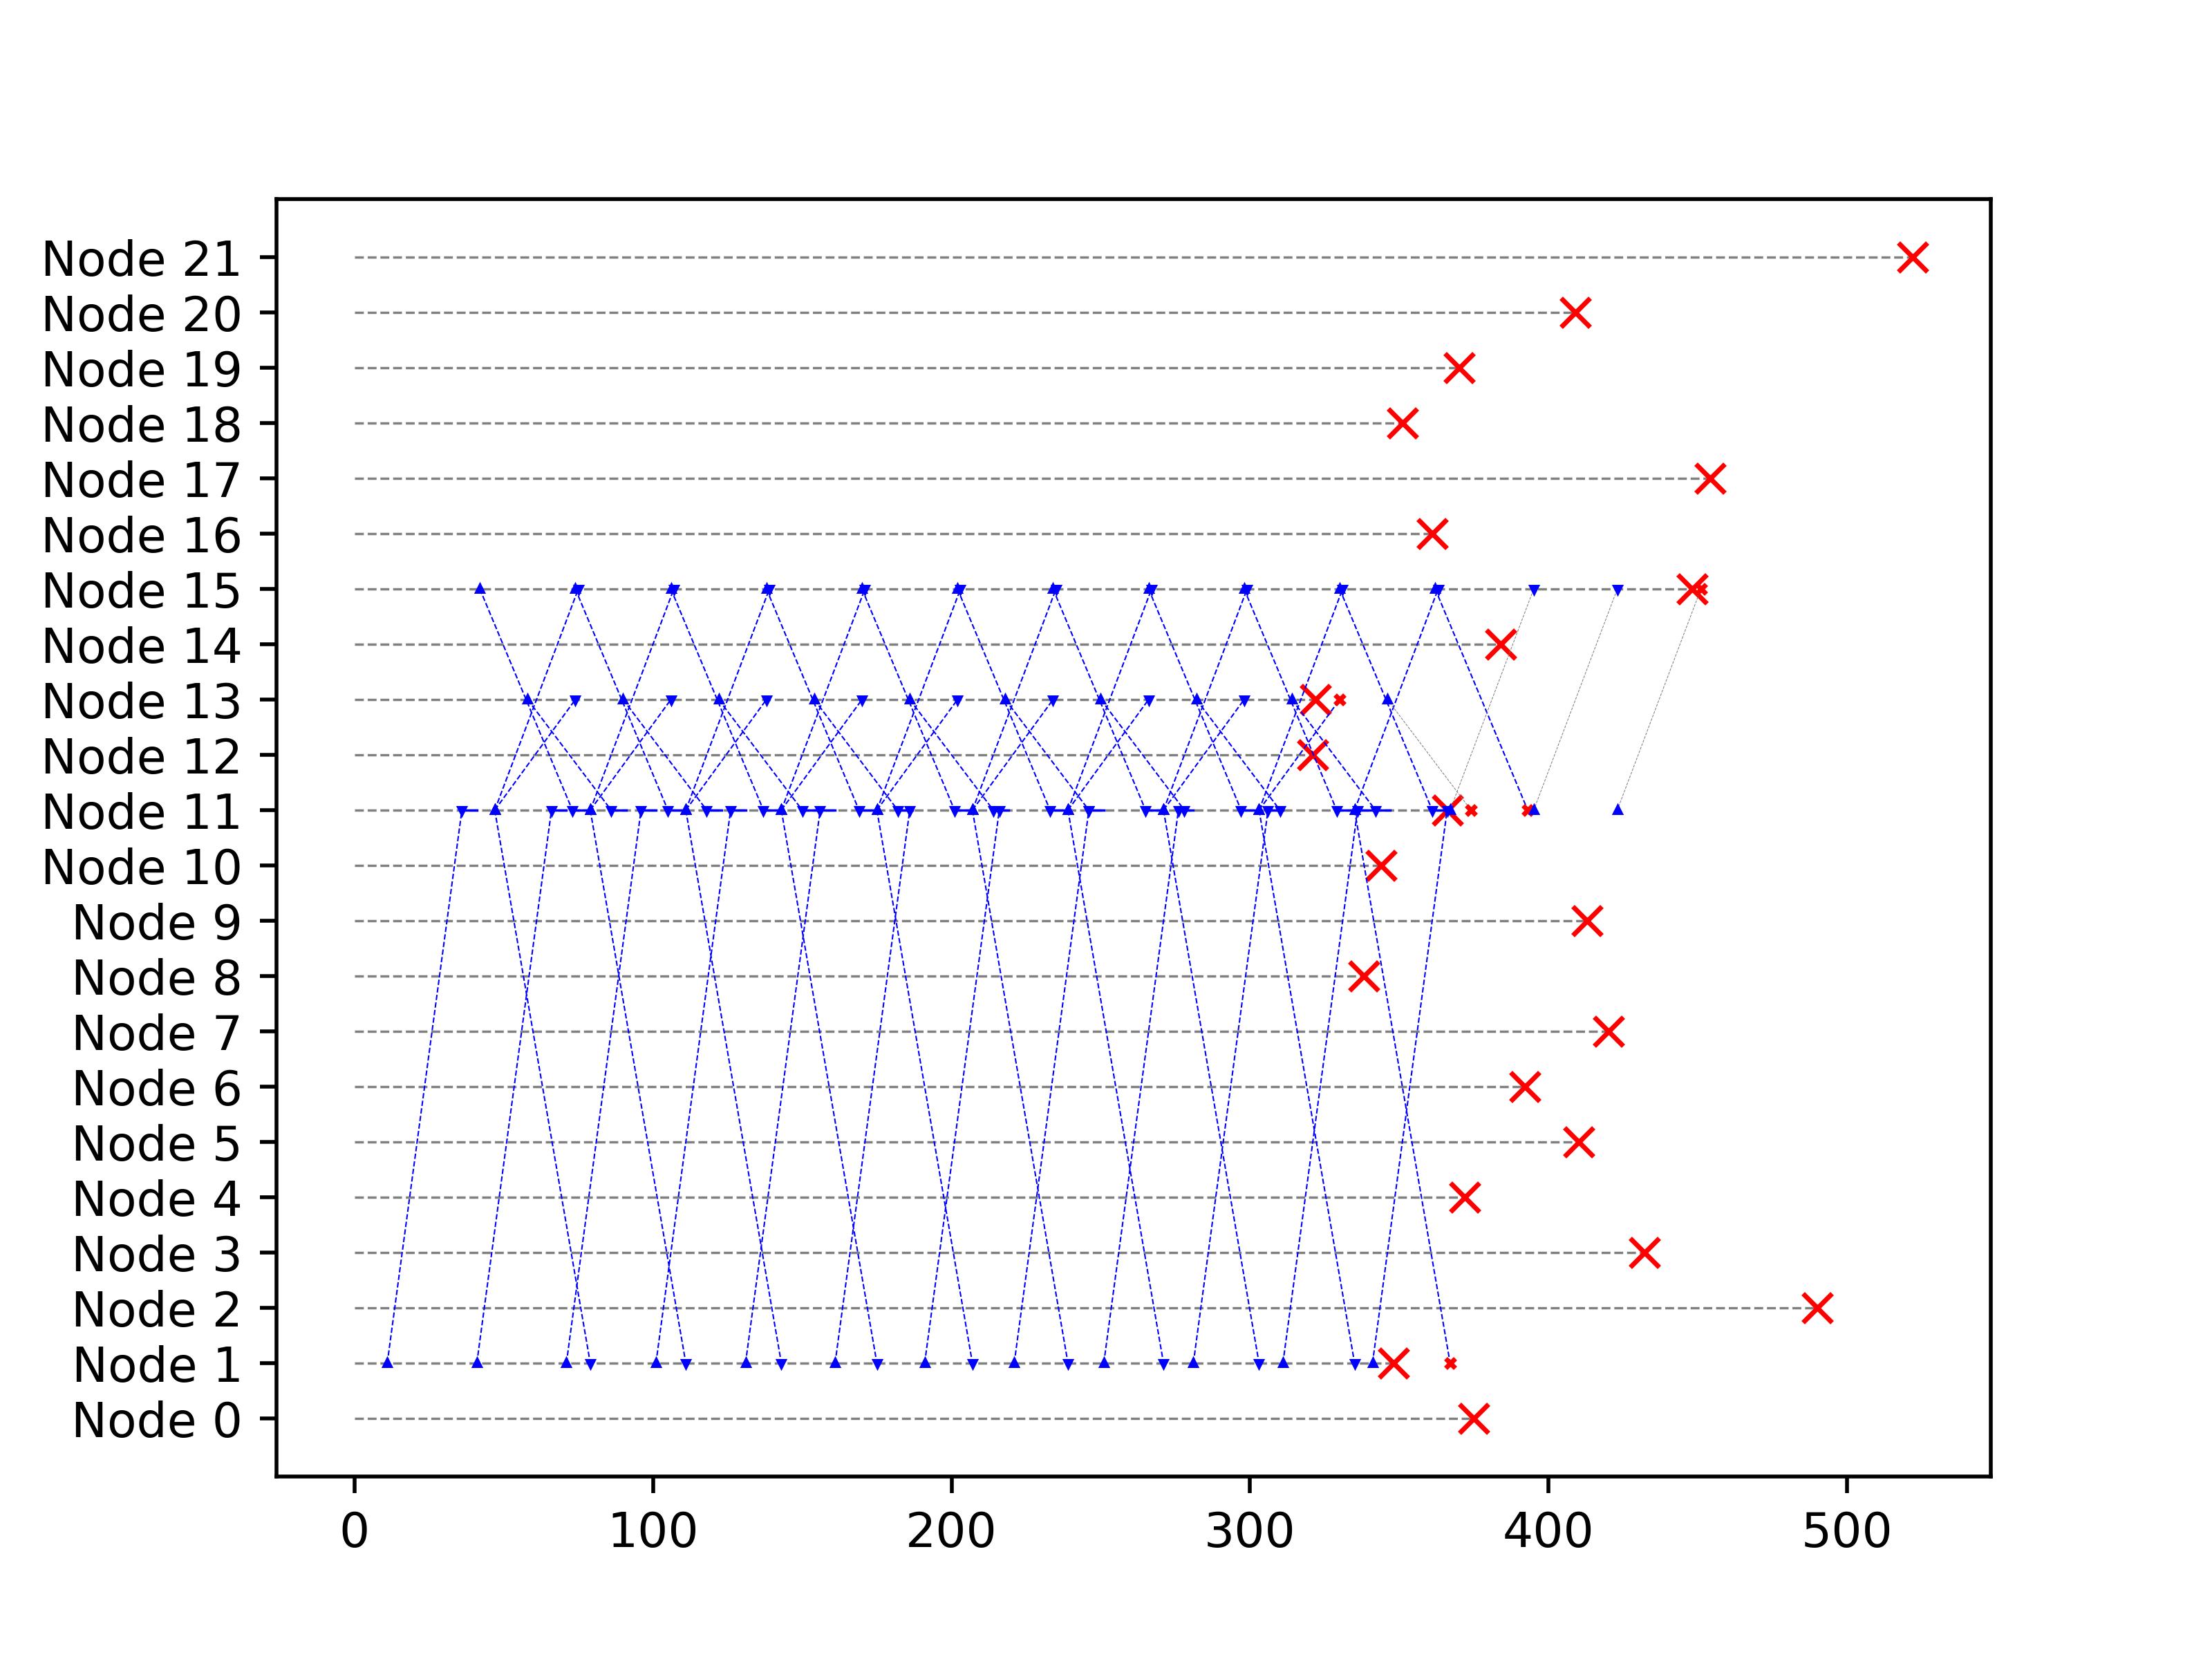 Node 21
Node 20
Node 19
Node 18
Node 17
Node 16
Node 15
Node 14
Node 13
Node 12
Node 11
Node 10
Node 9
Node 8
Node 7
Node 6
Node 5
Node 4
Node 3
Node 2
Node 1
Node 0
0 100 200 300 400 500